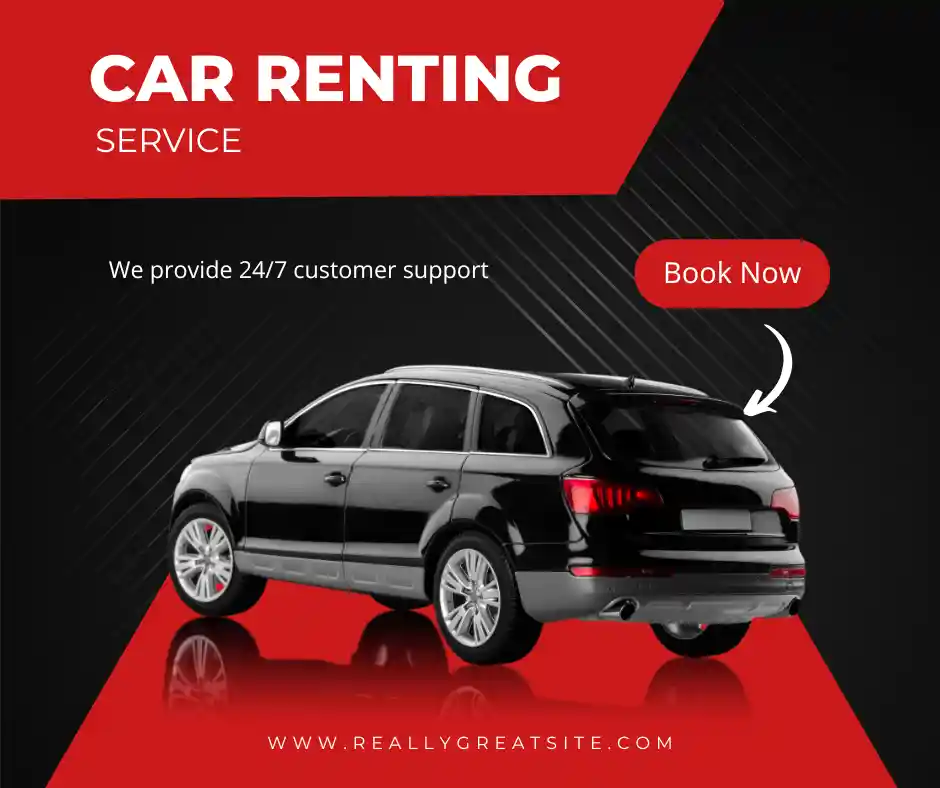 CAR RENTING
SERVICE
We provide 24/7 customer support
Book Now
WWW.REALLYGREATSITE.COM